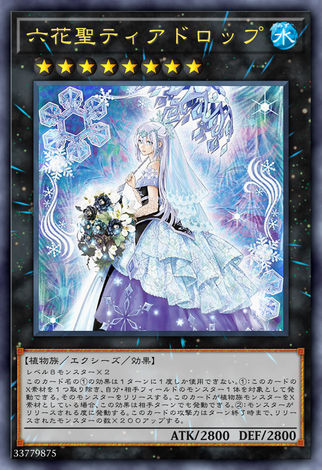 六花聖ティアドロップ
水
【植物族／エクシーズ／効果】
レベル8モンスター×2
このカード名の①の効果は1ターンに1度しか使用できない。①：このカードの
X素材を1つ取り除き、自分・相手フィールドのモンスター1体を対象として発
動できる。そのモンスターをリリースする。このカードが植物族モンスターをX
素材としている場合、この効果は相手ターンでも発動できる。②：モンスターが
リリースされる度に発動する。このカードの攻撃力はターン終了時まで、リリー
スされたモンスターの数×200アップする。
ATK/2800 DEF/2800
33779875